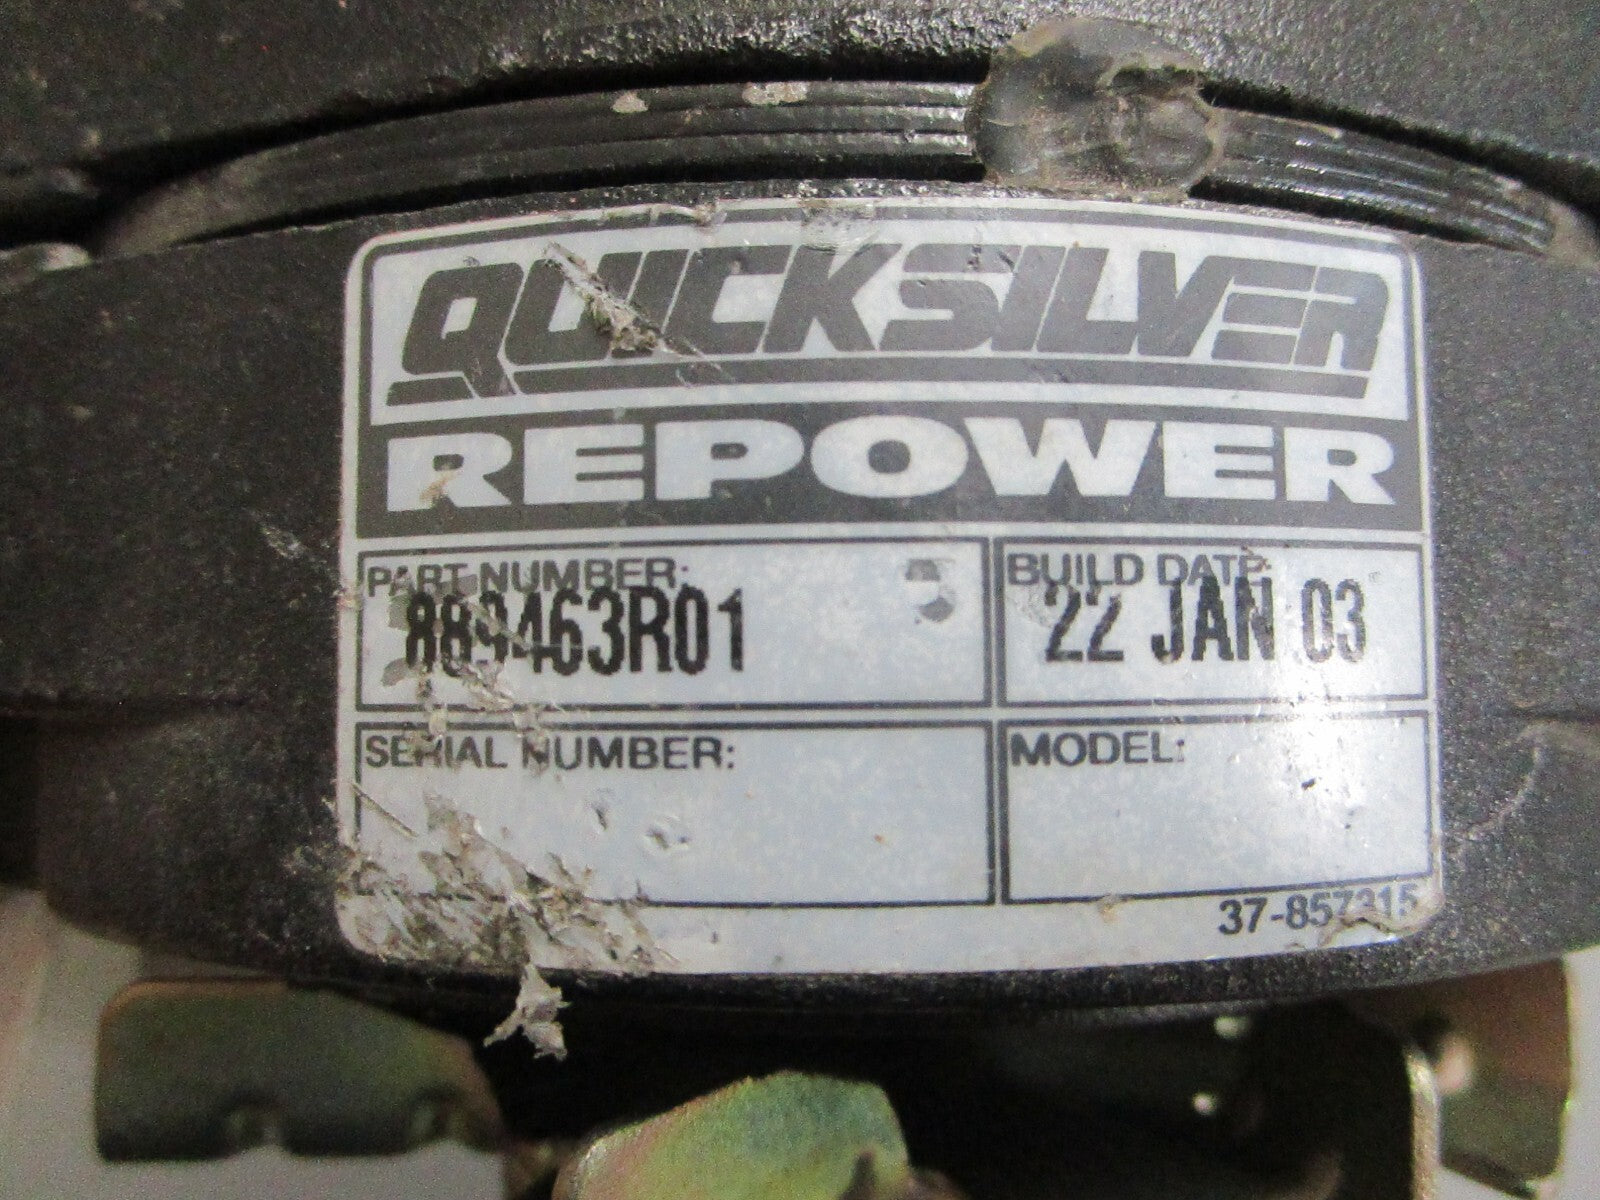 QUICKSILVER
REPOWER
PART NUMBER:
889463R01
BUILD DATE
22 JAN 03
SERIAL NUMBER:
MODEL:
37-857315